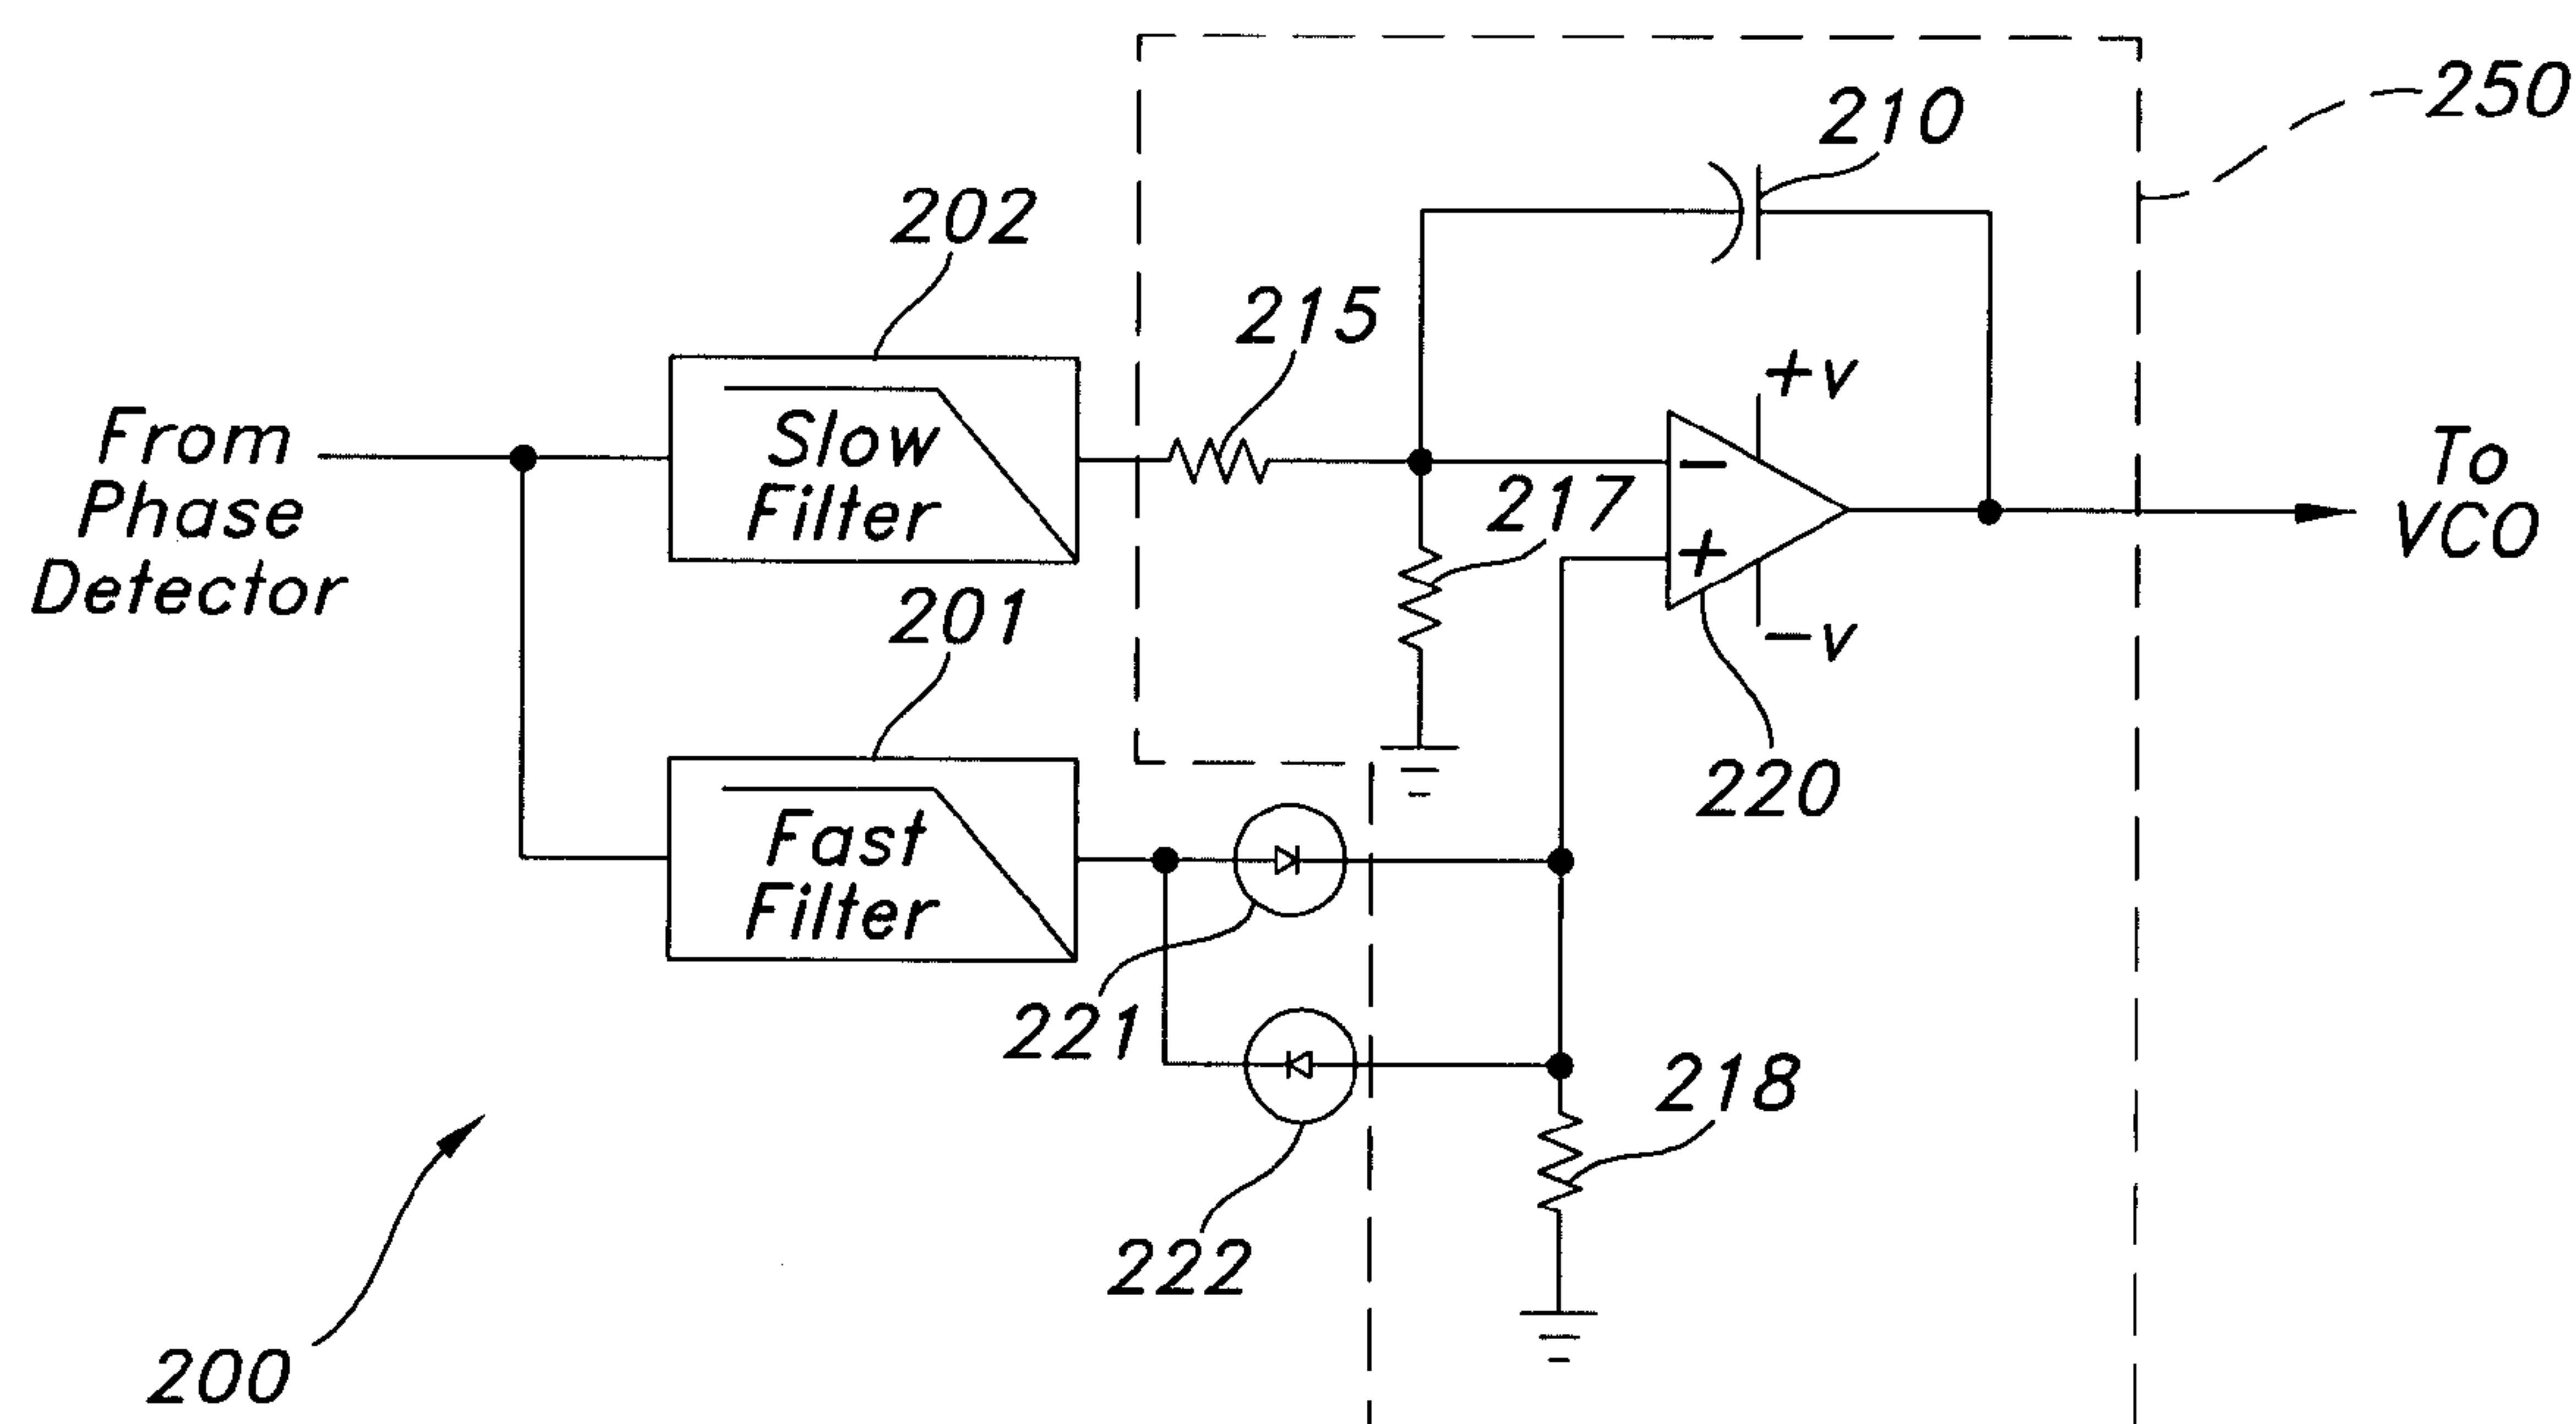 250
210
202
215
+v
From
Phase
Detector
Slow
Filter
-
217
To
VCO
+
201
-v
220
Fast
Filter
221
218
222
200